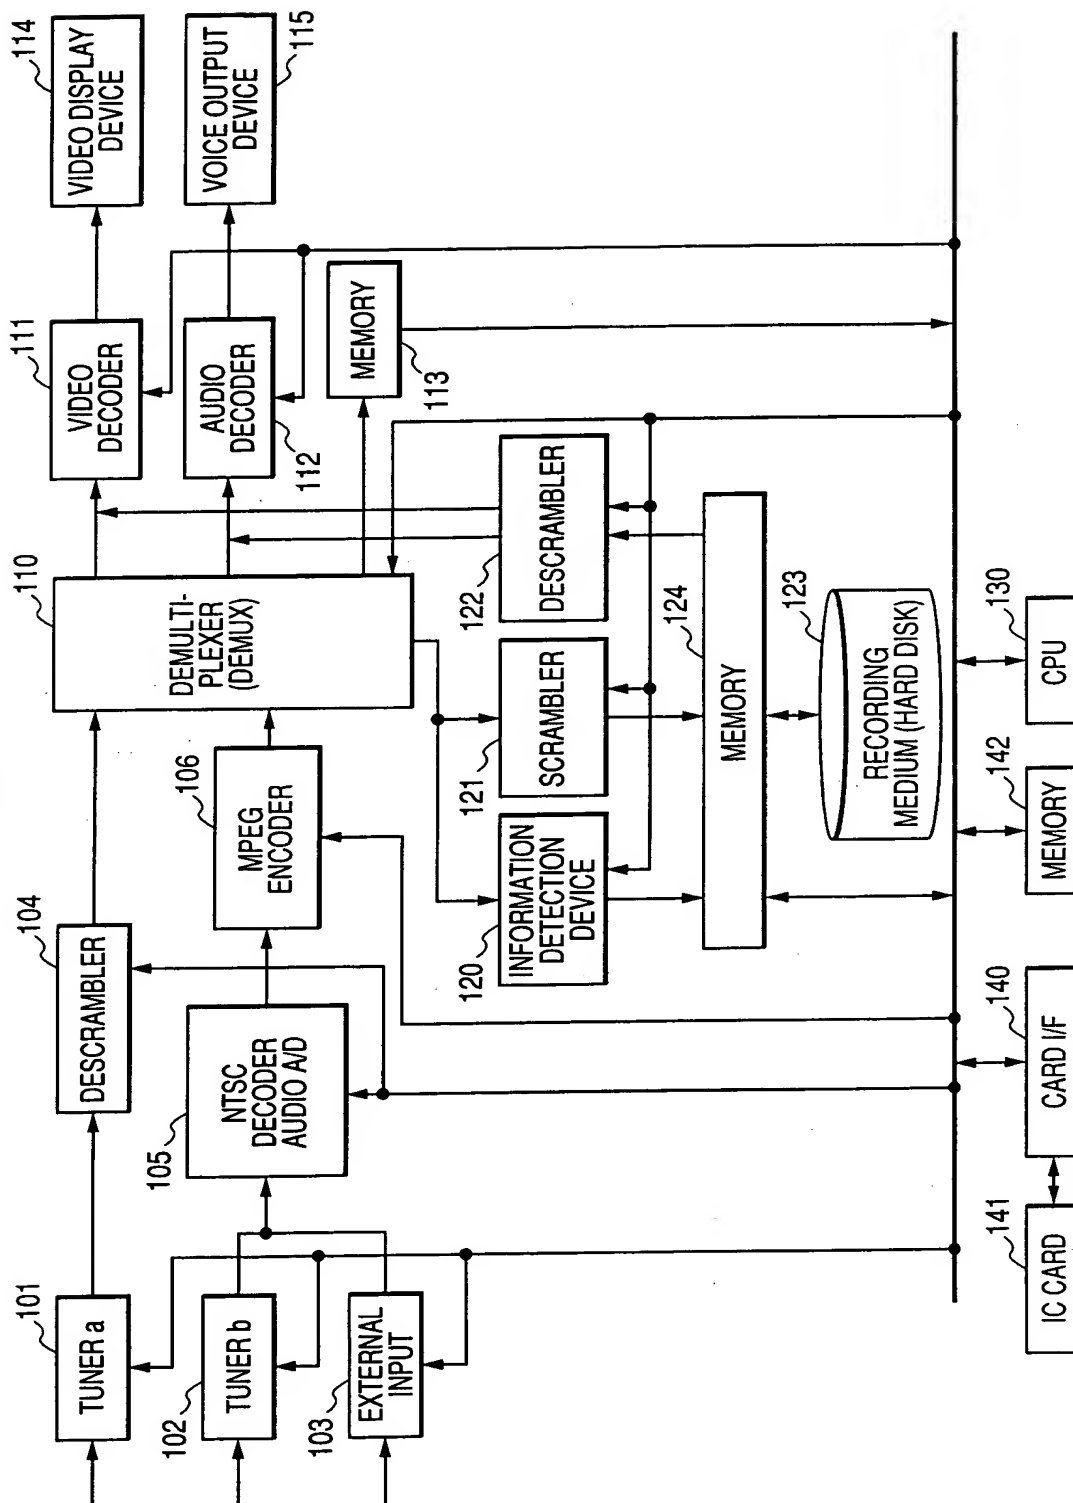 101
TUNER a
102
TUNER b
103
EXTERNAL
INPUT
104
DESCRAMBLER
105
NTSC
DECODER
AUDIO A/D
106
MPEG
ENCODER
110
DEMULTI-
PLEXER
(DEMUX)
111
VIDEO
DECODER
112
AUDIO
DECODER
113
MEMORY
114
VIDEO DISPLAY
DEVICE
115
VOICE OUTPUT
DEVICE
120
INFORMATION
DETECTION
DEVICE
121
SCRAMBLER
122
DESCRAMBLER
124
MEMORY
123
RECORDING
MEDIUM (HARD DISK)
141
IC CARD
140
CARD I/F
142
MEMORY
130
CPU